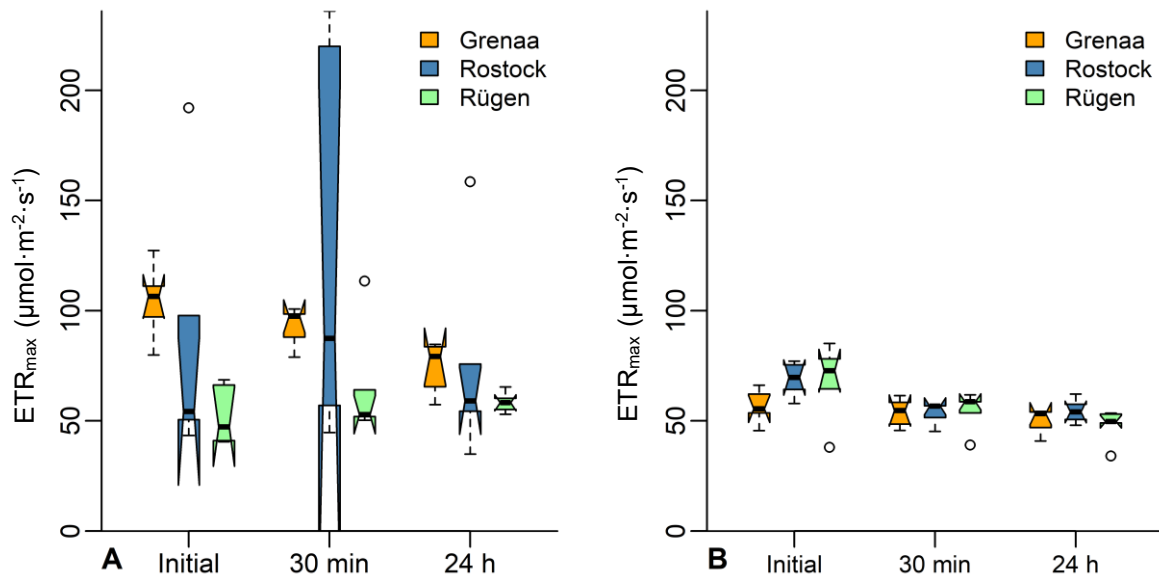 ETRmax (µmol·m-2·s-1)
200
150
100
50
0
Grenaa
Rostock
Rügen
A
Initial
30 min
24 h
ETRmax (µmol·m-2·s-1)
200
150
100
50
0
Grenaa
Rostock
Rügen
B
Initial
30 min
24 h